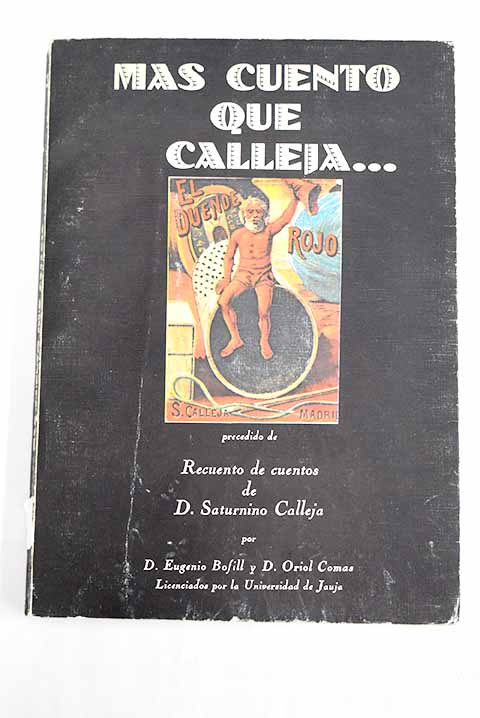 MAS CUENTO
QUE
CALLEJA...
EL
DUENDE
ROJO
S. CALLEJA MADRID
precedido de
Recuento de cuentos
de
D. Saturnino Calleja
por
D. Eugenio Bofill y D. Oriol Comas
Licenciados por la Universidad de Jauja